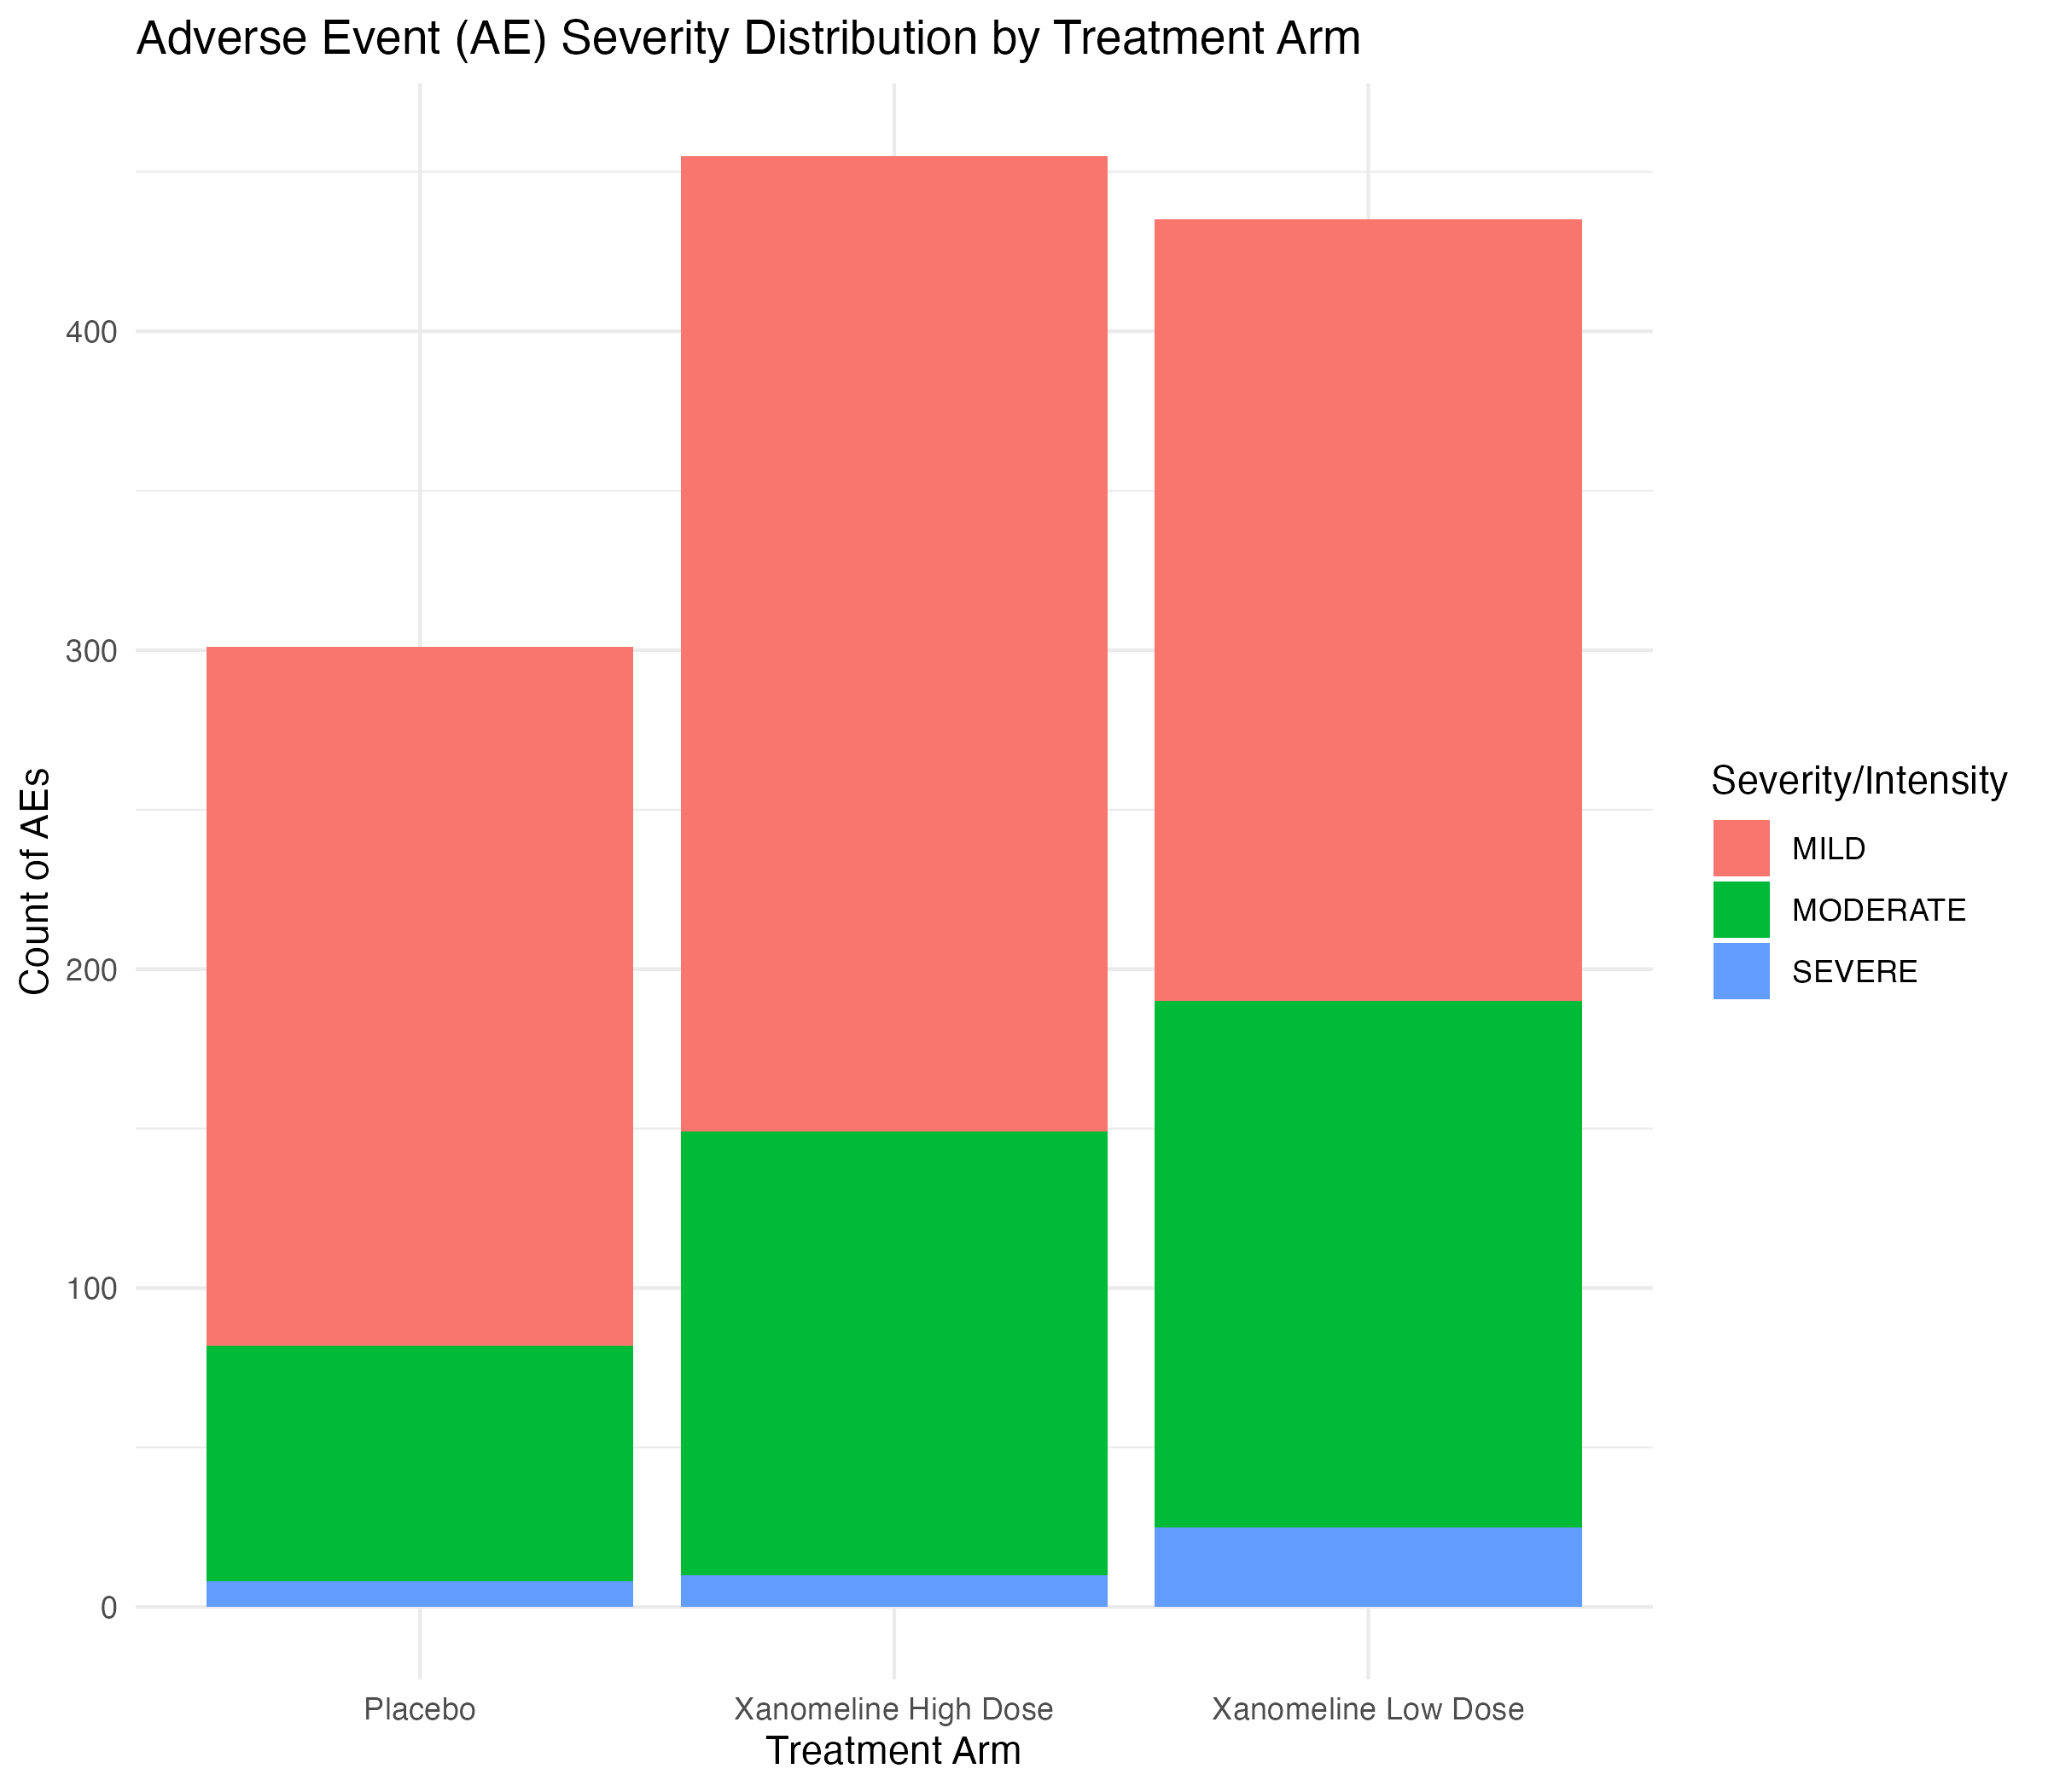 Adverse Event (AE) Severity Distribution by Treatment Arm
Count of AEs
400
300
200
100
0
Placebo
Xanomeline High Dose
Xanomeline Low Dose
Treatment Arm
Severity/Intensity
MILD
MODERATE
SEVERE